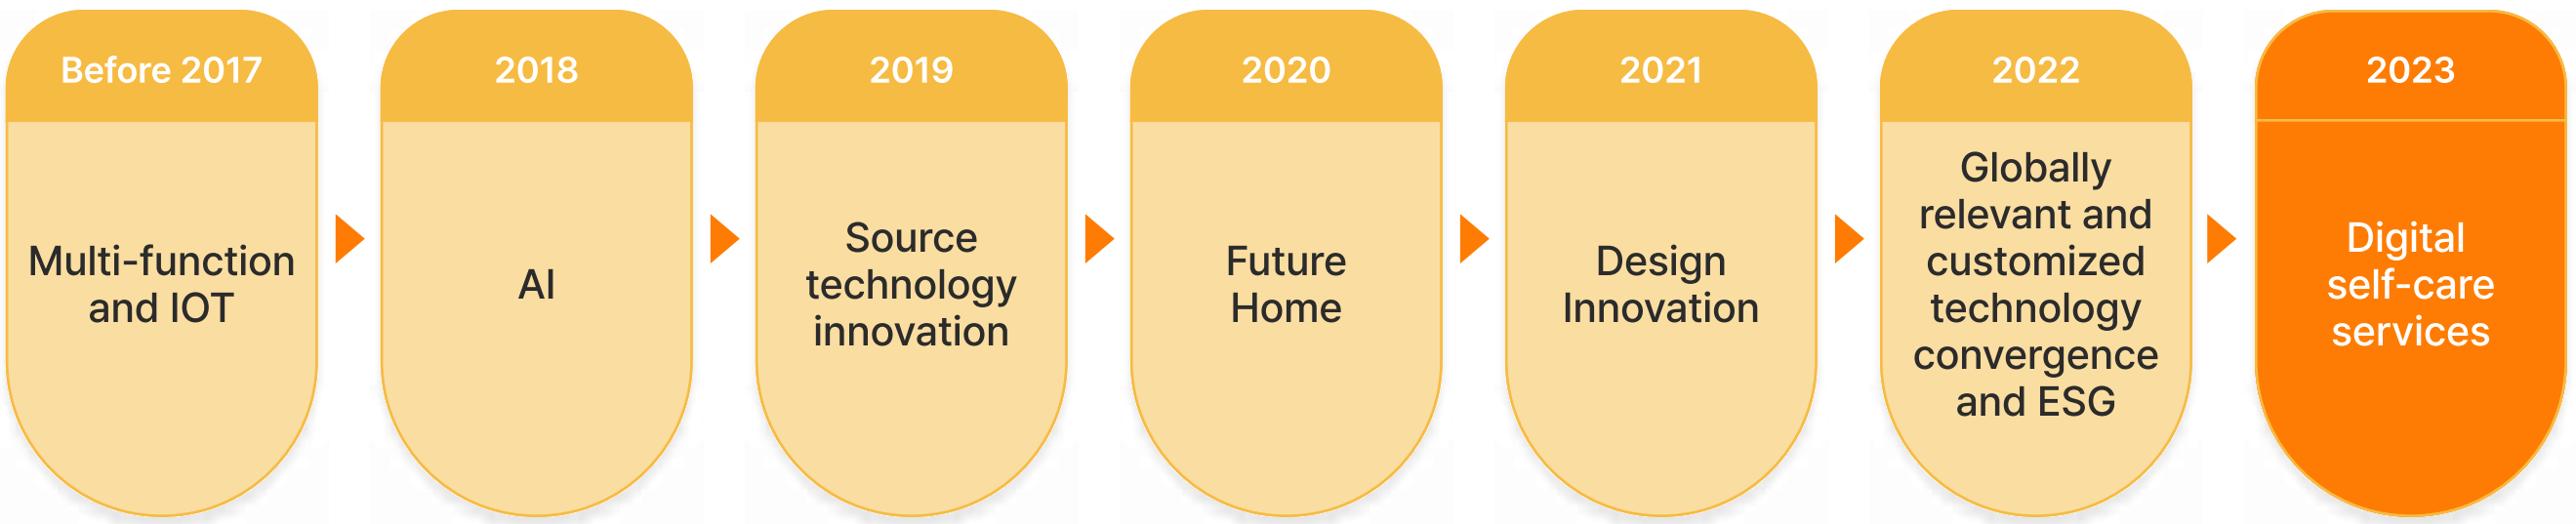 Before 2017
Multi-function
and IOT
2018
AI
2019
Source
technology
innovation
2020
Future
Home
2021
Design
Innovation
2022
Globally
relevant and
customized
technology
convergence
and ESG
2023
Digital
self-care
services